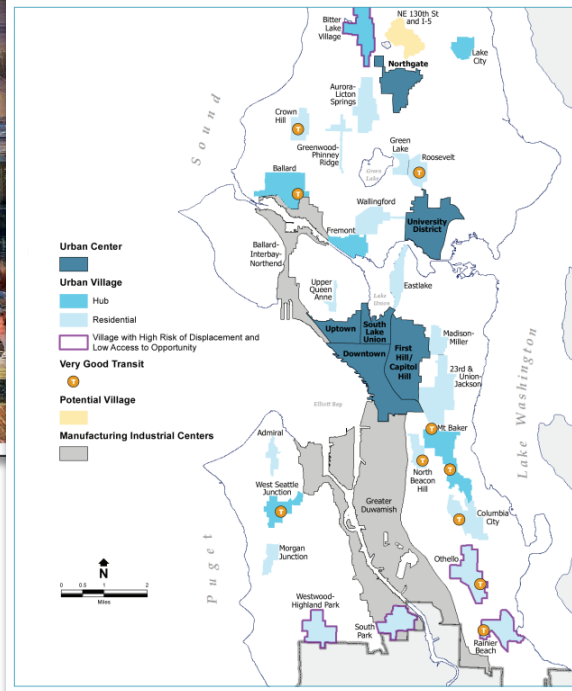 Bitter
Lake
Village
NE 130th St
and I-5
Lake
City
Northgate
Aurora-
Licton
Springs
Crown
Hill
T
Greenwood-
Phinney
Ridge
Green
Lake
Roosevelt
T
Green
Lake
Sound
Ballard
T
Wallingford
University
District
Fremont
Ballard-
Interbay-
Northend
Urban Center
Urban Village
Hub
Residential
Village with High Risk of Displacement and
Low Access to Opportunity
Very Good Transit
T
Potential Village
Manufacturing Industrial Centers
Upper
Queen
Anne
Lake
Union
Eastlake
Uptown
South
Lake
Union
Downtown
First
Hill/
Capitol
Hill
Madison-
Miller
23rd &
Union-
Jackson
Lake Washington
Elliott Bay
Admiral
T
Mt Baker
T
North
Beacon
Hill
T
West Seattle
Junction
T
Greater
Duwamish
Columbia
City
T
Morgan
Junction
Puget
Othello
T
Westwood-
Highland Park
South
Park
T
Rainier
Beach
N
0 0.5 1 2
Miles